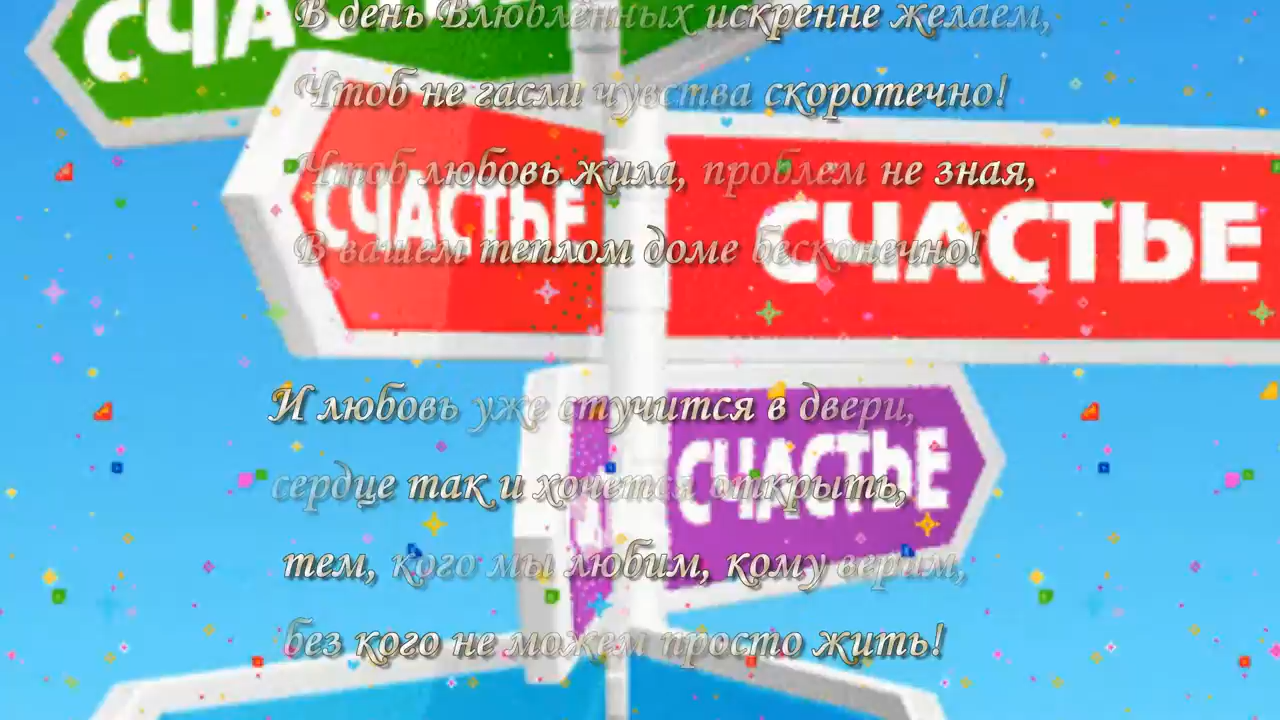 СЧАСТЬЕ
В день Влюбленных искренне желаем,
Чтоб не гасли чувства скоротечно!
Чтоб любовь жила, проблем не зная,
В вашем теплом доме бесконечно!
СЧАСТЬЕ
СЧАСТЬЕ
И любовь уже стучится в двери,
сердце так и хочется открыть,
тем, кого мы любим, кому верим,
без кого не можем просто жить!
СЧАСТЬЕ